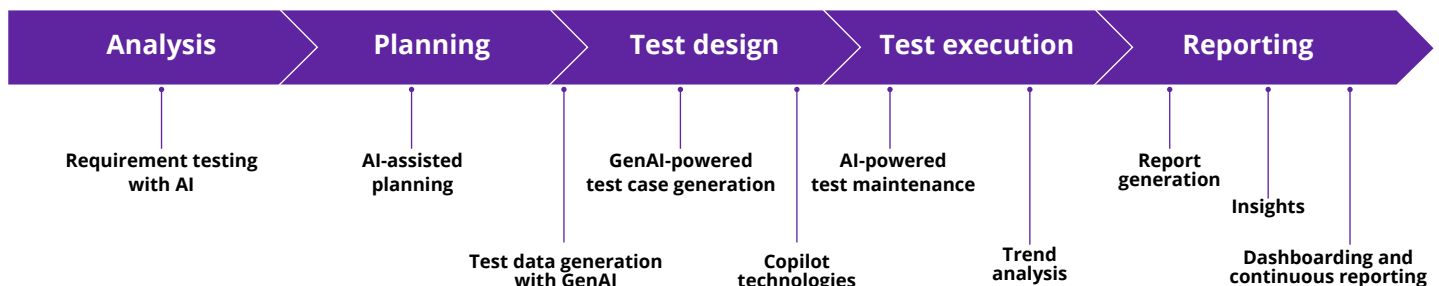 Analysis
Planning
Test design
Test execution
Reporting
Requirement testing
with AI
AI-assisted
planning
Test data generation
with GenAI
GenAI-powered
test case generation
Copilot
technologies
AI-powered
test maintenance
Trend
analysis
Report
generation
Insights
Dashboarding and
continuous reporting